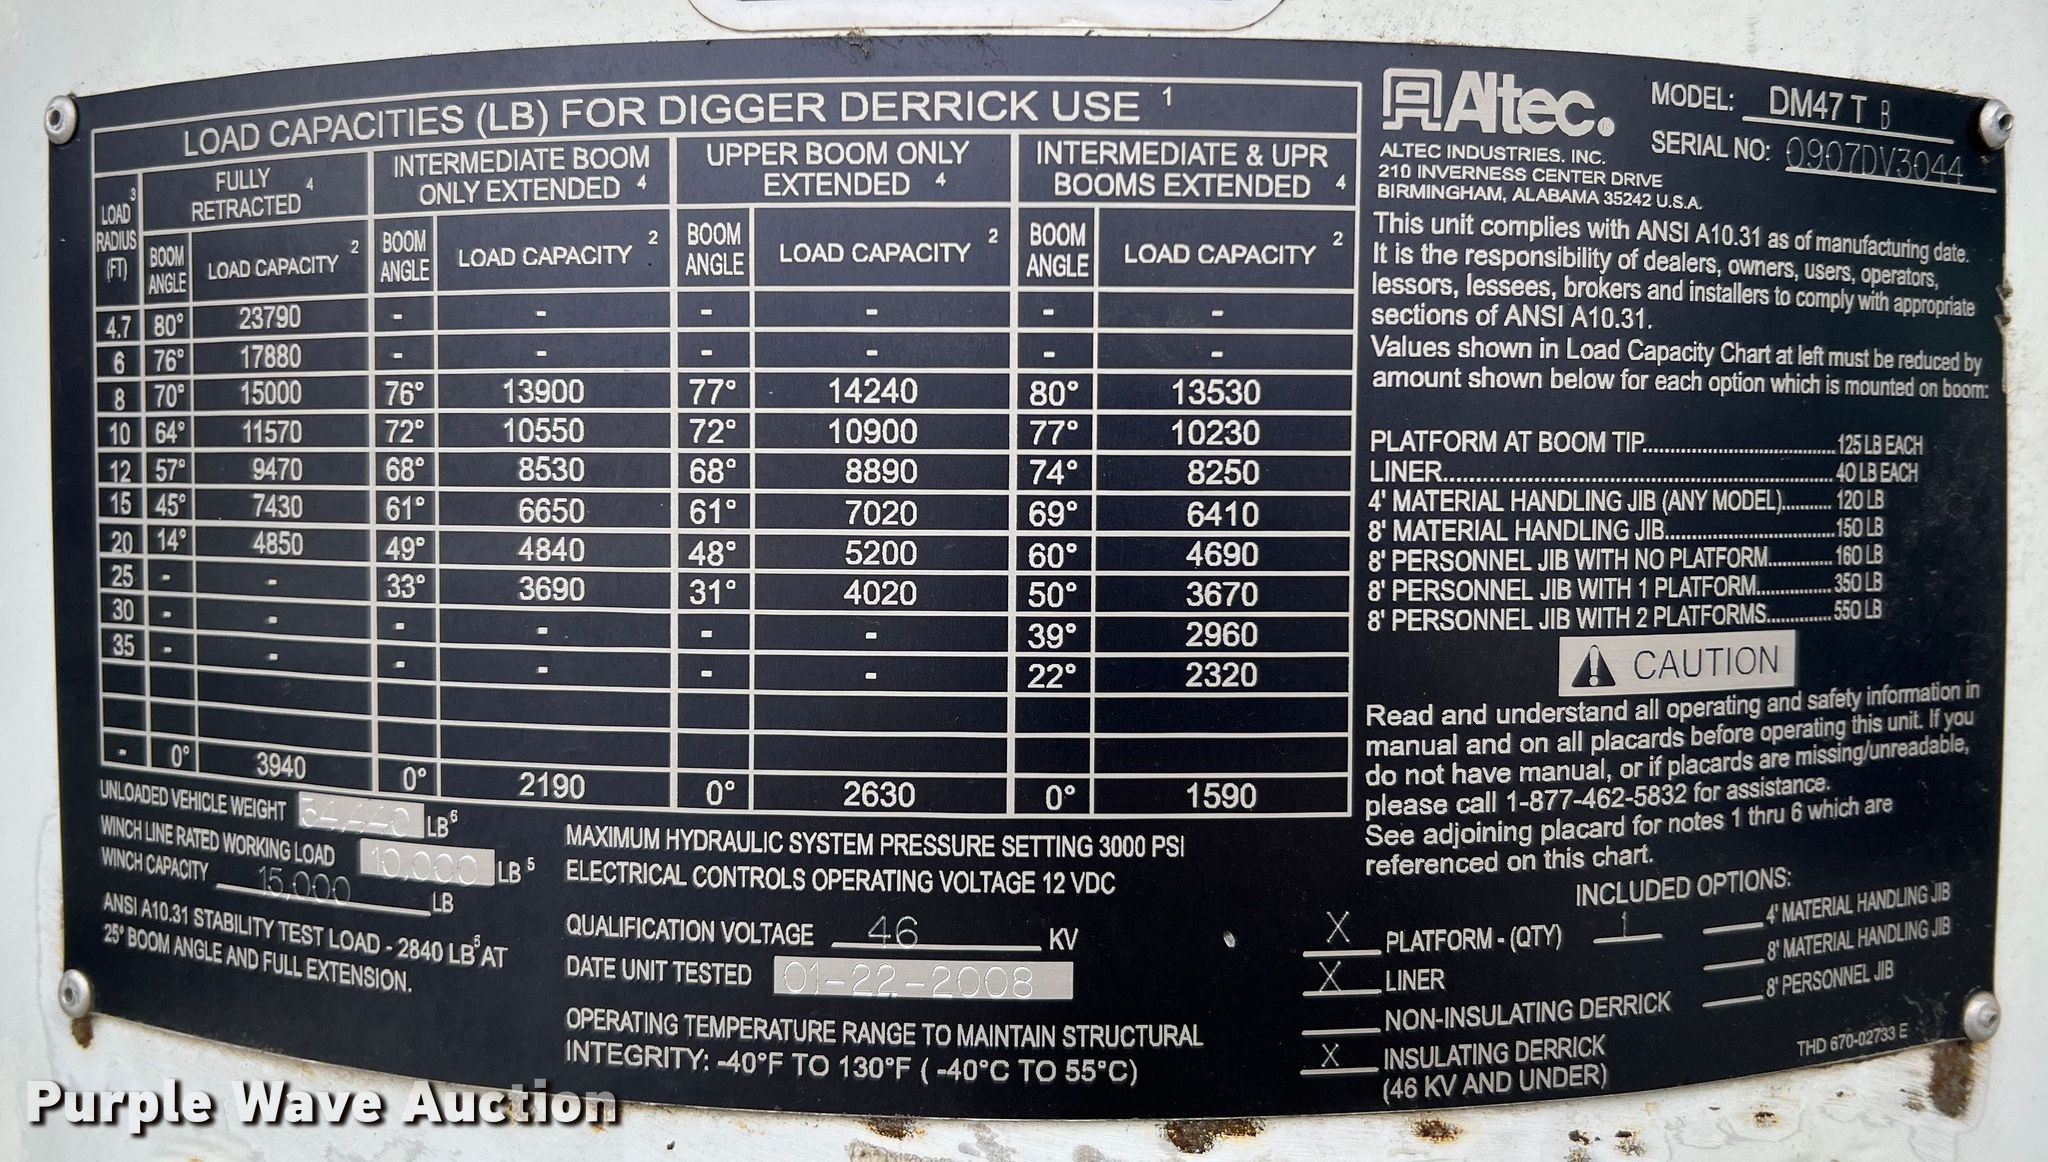 LOAD CAPACITIES (LB) FOR DIGGER DERRICK USE 1
LOAD 3 RADIUS (FT)
FULLY RETRACTED 4
INTERMEDIATE BOOM ONLY EXTENDED 4
UPPER BOOM ONLY EXTENDED 4
INTERMEDIATE & UPR BOOMS EXTENDED 4
BOOM ANGLE LOAD CAPACITY 2 BOOM ANGLE LOAD CAPACITY 2 BOOM ANGLE LOAD CAPACITY 2 BOOM ANGLE LOAD CAPACITY 2
4.7 80° 23790 - - - - - -
6 76° 17880 - - - - - -
8 70° 15000 76° 13900 77° 14240 80° 13530
10 64° 11570 72° 10550 72° 10900 77° 10230
12 57° 9470 68° 8530 68° 8890 74° 8250
15 45° 7430 61° 6650 61° 7020 69° 6410
20 14° 4850 49° 4840 48° 5200 60° 4690
25 - - 33° 3690 31° 4020 50° 3670
30 - - - - - - 39° 2960
35 - - - - - - 22° 2320
- 0° 3940 0° 2190 0° 2630 0° 1590
UNLOADED VEHICLE WEIGHT 34,440 LB 6
WINCH LINE RATED WORKING LOAD 10,000 LB 5
WINCH CAPACITY 15,000 LB
ANSI A10.31 STABILITY TEST LOAD - 2840 LB 6 AT
25° BOOM ANGLE AND FULL EXTENSION.
MAXIMUM HYDRAULIC SYSTEM PRESSURE SETTING 3000 PSI
ELECTRICAL CONTROLS OPERATING VOLTAGE 12 VDC
QUALIFICATION VOLTAGE 46 KV
DATE UNIT TESTED 01-22-2008
OPERATING TEMPERATURE RANGE TO MAINTAIN STRUCTURAL
INTEGRITY: -40°F TO 130°F ( -40°C TO 55°C)
Altec.
MODEL: DM47 T B
SERIAL NO: 0907DV3044
ALTEC INDUSTRIES, INC.
210 INVERNESS CENTER DRIVE
BIRMINGHAM, ALABAMA 35242 U.S.A.
This unit complies with ANSI A10.31 as of manufacturing date.
It is the responsibility of dealers, owners, users, operators,
lessors, lessees, brokers and installers to comply with appropriate
sections of ANSI A10.31.
Values shown in Load Capacity Chart at left must be reduced by
amount shown below for each option which is mounted on boom:
PLATFORM AT BOOM TIP.......125 LB EACH
LINER.......40 LB EACH
4' MATERIAL HANDLING JIB (ANY MODEL).......120 LB
8' MATERIAL HANDLING JIB.......150 LB
8' PERSONNEL JIB WITH NO PLATFORM.......160 LB
8' PERSONNEL JIB WITH 1 PLATFORM.......350 LB
8' PERSONNEL JIB WITH 2 PLATFORMS.......550 LB
CAUTION
Read and understand all operating and safety information in
manual and on all placards before operating this unit. If you
do not have manual, or if placards are missing/unreadable,
please call 1-877-462-5832 for assistance.
See adjoining placard for notes 1 thru 6 which are
referenced on this chart.
INCLUDED OPTIONS:
X PLATFORM - (QTY) 1
X LINER
NON-INSULATING DERRICK
X INSULATING DERRICK
(46 KV AND UNDER)
4' MATERIAL HANDLING JIB
8' MATERIAL HANDLING JIB
8' PERSONNEL JIB
THD 670-02733 E
Purple Wave Auction